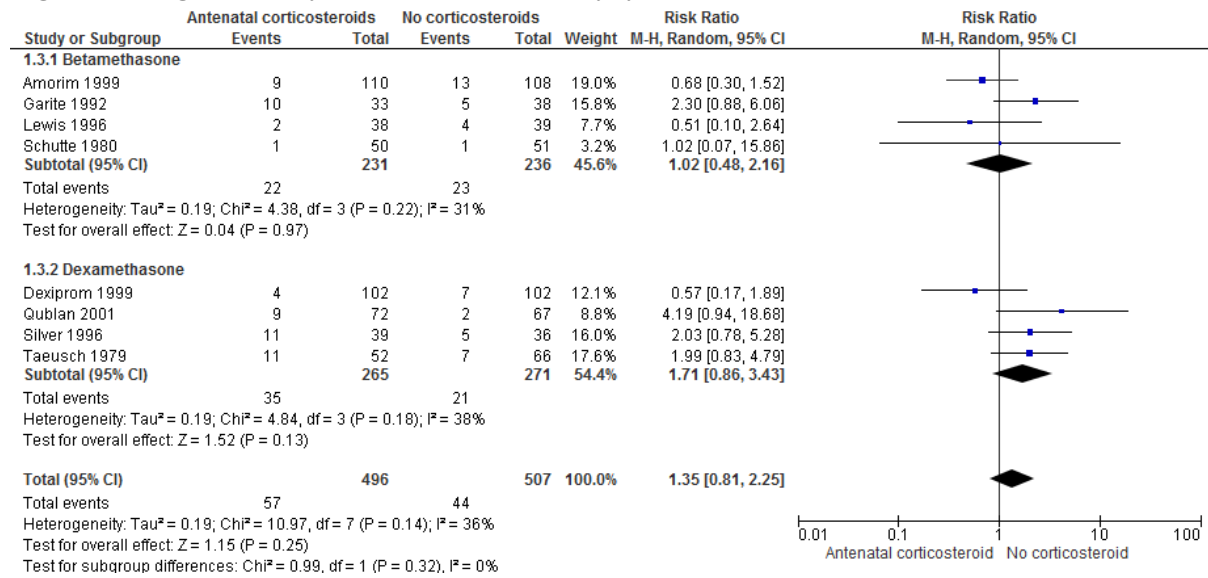 Antenatal corticosteroids No corticosteroids Risk Ratio Risk Ratio
Study or Subgroup Events Total Events Total Weight M-H, Random, 95% CI M-H, Random, 95% CI
1.3.1 Betamethasone
Amorim 1999 9 110 13 108 19.0% 0.68 [0.30, 1.52]
Garite 1992 10 33 5 38 15.8% 2.30 [0.88, 6.06]
Lewis 1996 2 38 4 39 7.7% 0.51 [0.10, 2.64]
Schutte 1980 1 50 1 51 3.2% 1.02 [0.07, 15.86]
Subtotal (95% CI) 231 236 45.6% 1.02 [0.48, 2.16]
Total events 22 23
Heterogeneity: Tau² = 0.19; Chi² = 4.38, df = 3 (P = 0.22); I² = 31%
Test for overall effect: Z = 0.04 (P = 0.97)
1.3.2 Dexamethasone
Dexiprom 1999 4 102 7 102 12.1% 0.57 [0.17, 1.89]
Qublan 2001 9 72 2 67 8.8% 4.19 [0.94, 18.68]
Silver 1996 11 39 5 36 16.0% 2.03 [0.78, 5.28]
Taeusch 1979 11 52 7 66 17.6% 1.99 [0.83, 4.79]
Subtotal (95% CI) 265 271 54.4% 1.71 [0.86, 3.43]
Total events 35 21
Heterogeneity: Tau² = 0.19; Chi² = 4.84, df = 3 (P = 0.18); I² = 38%
Test for overall effect: Z = 1.52 (P = 0.13)
Total (95% CI) 496 507 100.0% 1.35 [0.81, 2.25]
Total events 57 44
Heterogeneity: Tau² = 0.19; Chi² = 10.97, df = 7 (P = 0.14); I² = 36%
Test for overall effect: Z = 1.15 (P = 0.25)
Test for subgroup differences: Chi² = 0.99, df = 1 (P = 0.32), I² = 0%
0.01 0.1 1 10 100
Antenatal corticosteroid No corticosteroid